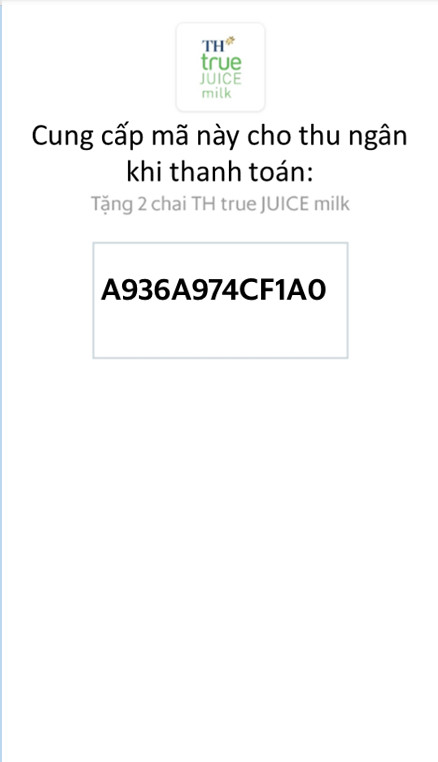 TH
true
JUICE
milk
Cung cấp mã này cho thu ngân
khi thanh toán:
Tặng 2 chai TH true JUICE milk
A936A974CF1A0